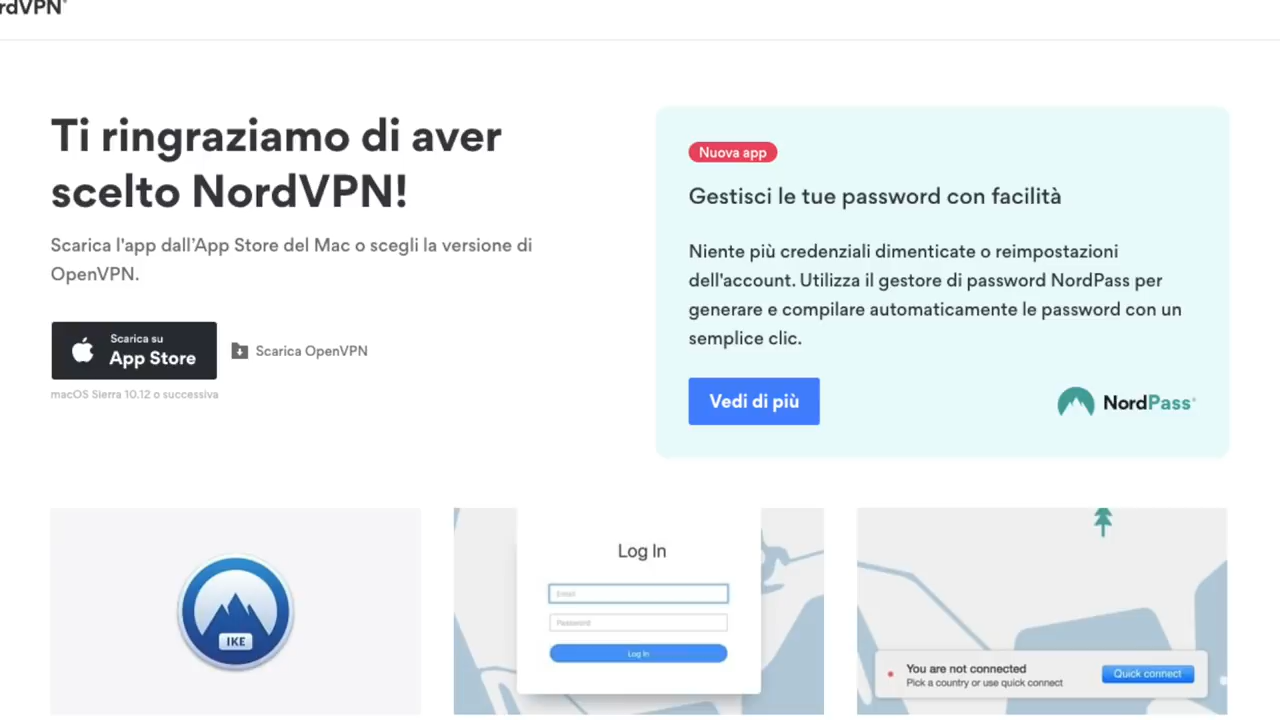 rdVPN®
Ti ringraziamo di aver
scelto NordVPN!
Scarica l'app dall’App Store del Mac o scegli la versione di
OpenVPN.
Scarica su
App Store
Scarica OpenVPN
macOS Sierra 10.12 o successiva
Nuova app
Gestisci le tue password con facilità
Niente più credenziali dimenticate o reimpostazioni
dell'account. Utilizza il gestore di password NordPass per
generare e compilare automaticamente le password con un
semplice clic.
Vedi di più
NordPass®
IKE
Log In
Email
Password
Log In
You are not connected
Pick a country or use quick connect
Quick connect